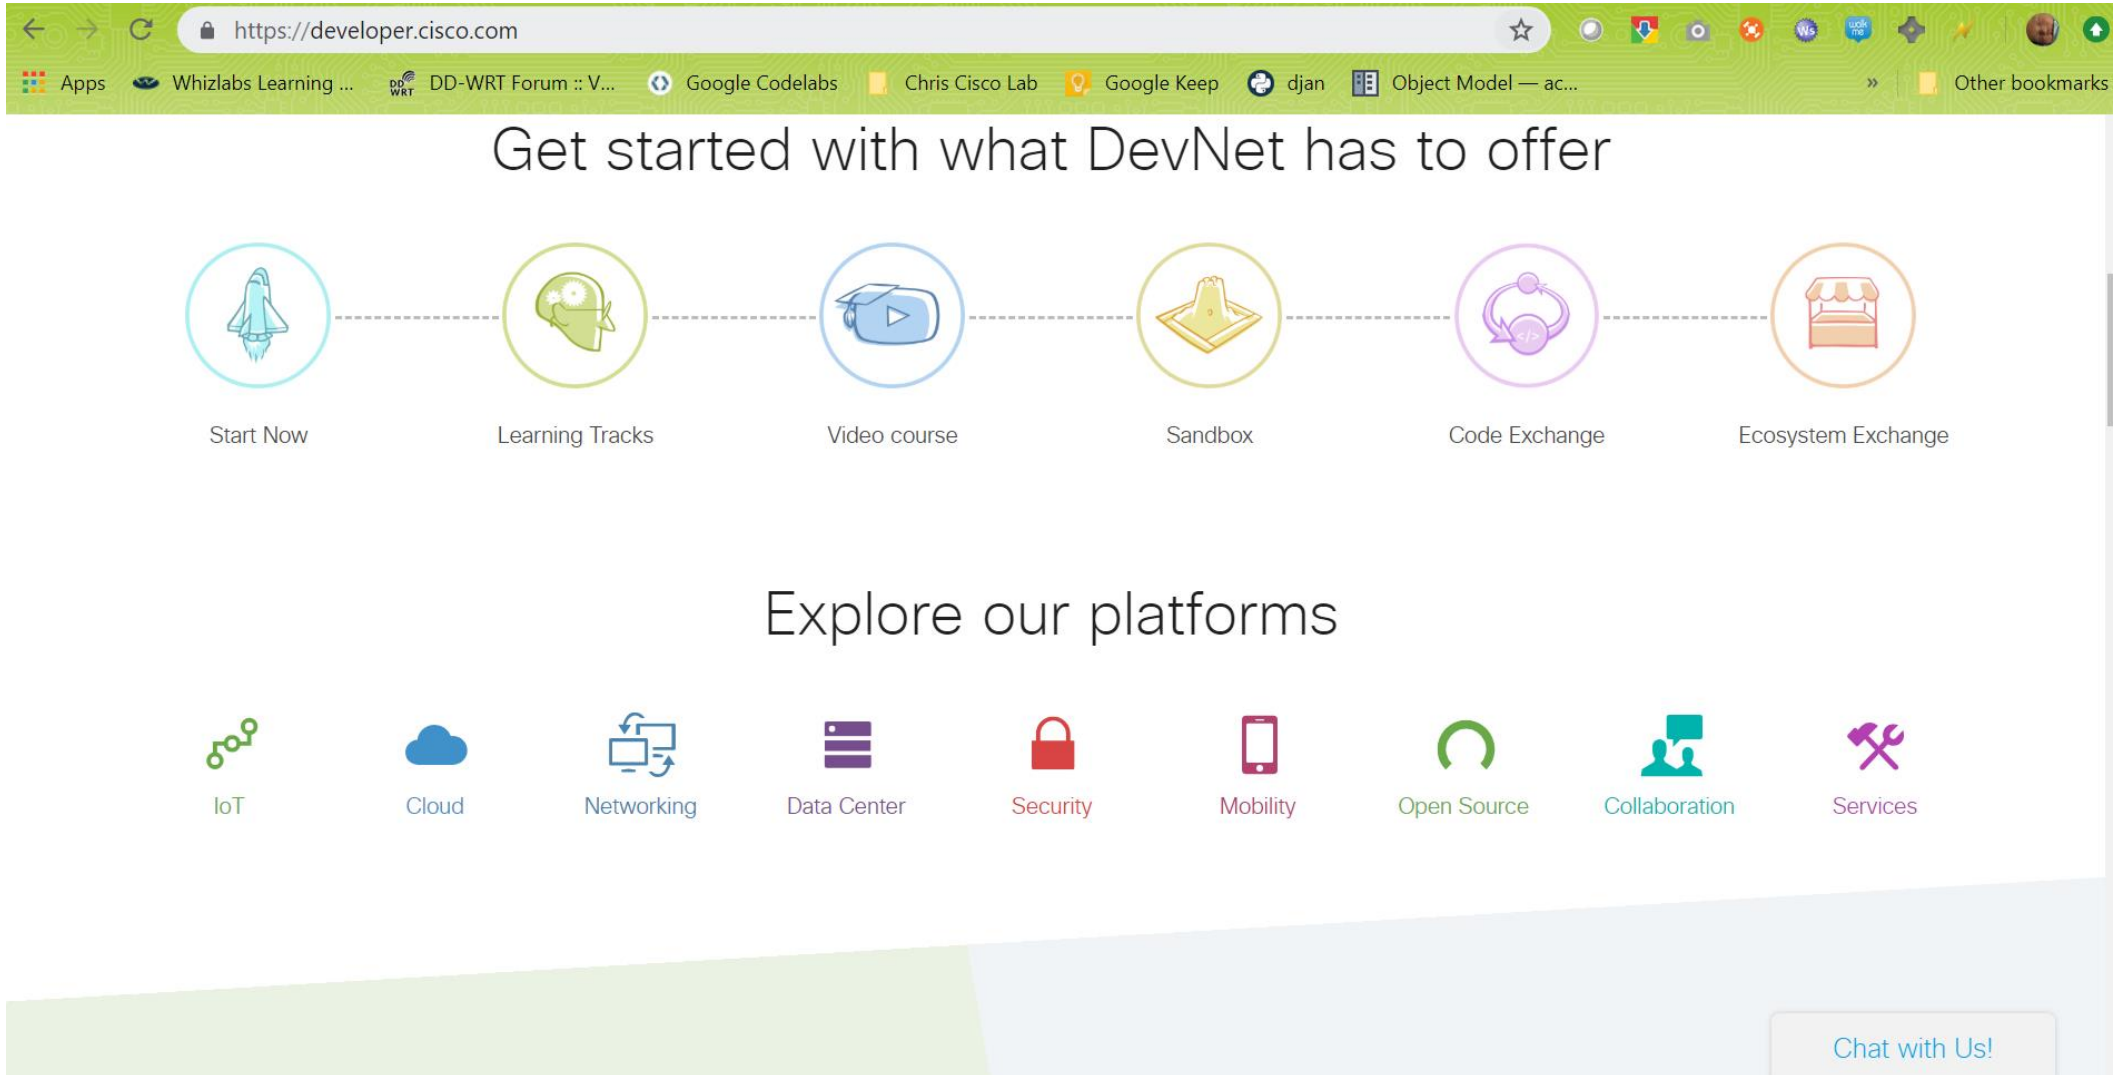 https://developer.cisco.com
Apps Whizlabs Learning ... DD-WRT Forum :: V... Google Codelabs Chris Cisco Lab Google Keep djan Object Model — ac... » Other bookmarks
Get started with what DevNet has to offer
Start Now Learning Tracks Video course Sandbox Code Exchange Ecosystem Exchange
Explore our platforms
IoT Cloud Networking Data Center Security Mobility Open Source Collaboration Services
Chat with Us!